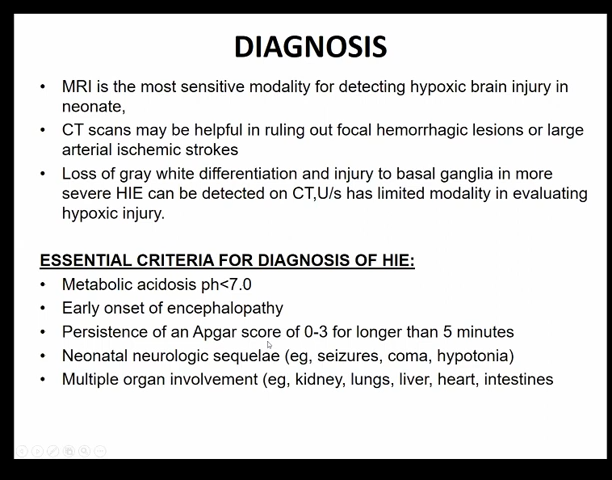 DIAGNOSIS
• MRI is the most sensitive modality for detecting hypoxic brain injury in
neonate,
• CT scans may be helpful in ruling out focal hemorrhagic lesions or large
arterial ischemic strokes
• Loss of gray white differentiation and injury to basal ganglia in more
severe HIE can be detected on CT,U/s has limited modality in evaluating
hypoxic injury.
ESSENTIAL CRITERIA FOR DIAGNOSIS OF HIE:
• Metabolic acidosis ph<7.0
• Early onset of encephalopathy
• Persistence of an Apgar score of 0-3 for longer than 5 minutes
• Neonatal neurologic sequelae (eg, seizures, coma, hypotonia)
• Multiple organ involvement (eg, kidney, lungs, liver, heart, intestines